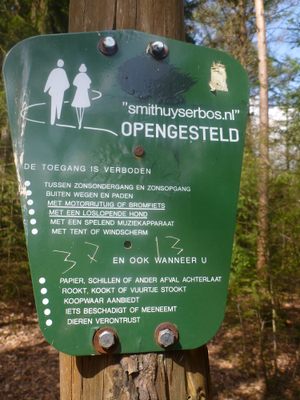 "smithuyserbos.nl"
OPENGESTELD
DE TOEGANG IS VERBODEN
TUSSEN ZONSONDERGANG EN ZONSOPGANG
BUITEN WEGEN EN PADEN
MET MOTORRIJTUIG OF BROMFIETS
MET EEN LOSLOPENDE HOND
MET EEN SPELEND MUZIEKAPPARAAT
MET TENT OF WINDSCHERM
37 13
EN OOK WANNEER U
PAPIER, SCHILLEN OF ANDER AFVAL ACHTERLAAT
ROOKT, KOOKT OF VUURTJE STOOKT
KOOPWAAR AANBIEDT
IETS BESCHADIGT OF MEENEEMT
DIEREN VERONTRUST